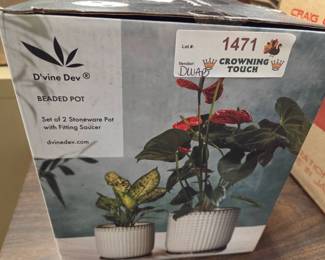 D'vine Dev ®
BEADED POT
Set of 2 Stoneware Pot
with Fitting Saucer
dvinedev.com
Lot #:
1471
Vendor:
CROWNING
TOUCH
CRAIG